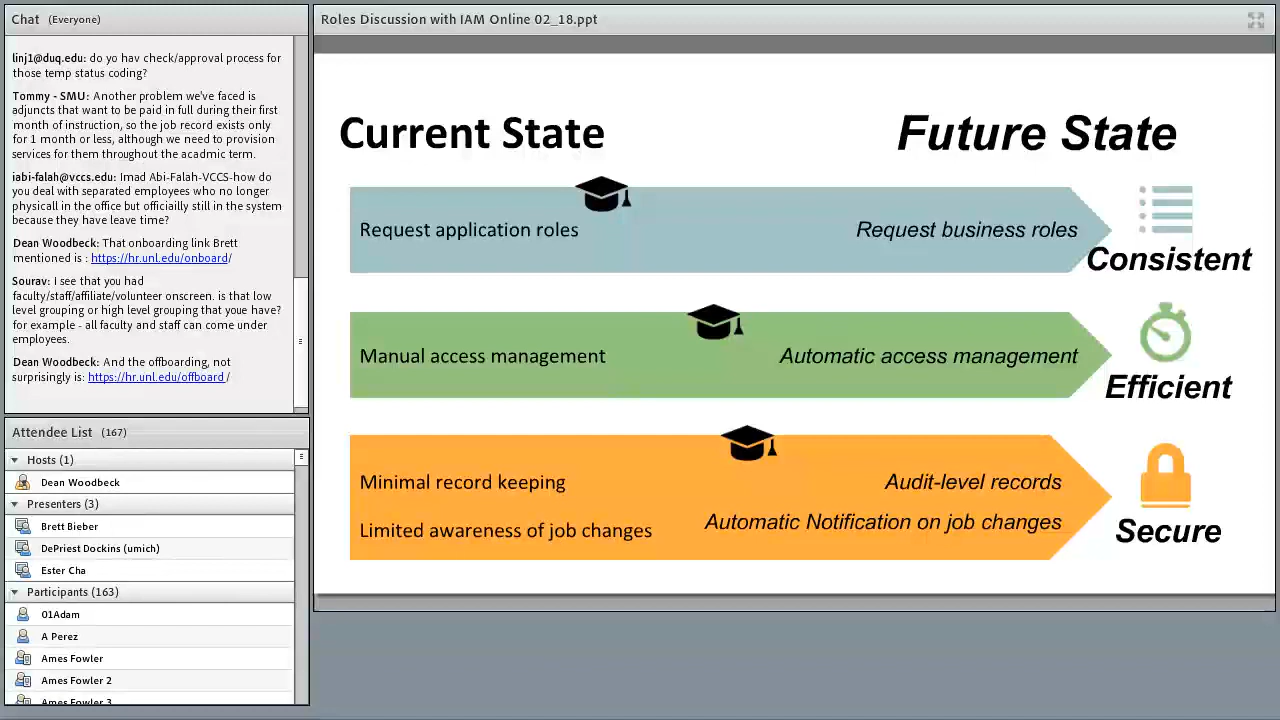 Chat (Everyone)
linj1@duq.edu: do yo hav check/approval process for
those temp status coding?
Tommy - SMU: Another problem we've faced is
adjuncts that want to be paid in full during their first
month of instruction, so the job record exists only
for 1 month or less, although we need to provision
services for them throughout the acadmic term.
iabi-falah@vccs.edu: Imad Abi-Falah-VCCS-how do
you deal with separated employees who no longer
physicall in the office but officiailly still in the system
because they have leave time?
Dean Woodbeck: That onboarding link Brett
mentioned is : https://hr.unl.edu/onboard/
Sourav: I see that you had
faculty/staff/affiliate/volunteer onscreen. is that low
level grouping or high level grouping that youe have?
for example - all faculty and staff can come under
employees.
Dean Woodbeck: And the offboarding, not
surprisingly is: https://hr.unl.edu/offboard /
Attendee List (167)
Hosts (1)
Dean Woodbeck
Presenters (3)
Brett Bieber
DePriest Dockins (umich)
Ester Cha
Participants (163)
01Adam
A Perez
Ames Fowler
Ames Fowler 2
Ames Fowler 3
Roles Discussion with IAM Online 02_18.ppt
Current State
Future State
Request application roles
Request business roles
Consistent
Manual access management
Automatic access management
Efficient
Minimal record keeping
Audit-level records
Limited awareness of job changes
Automatic Notification on job changes
Secure